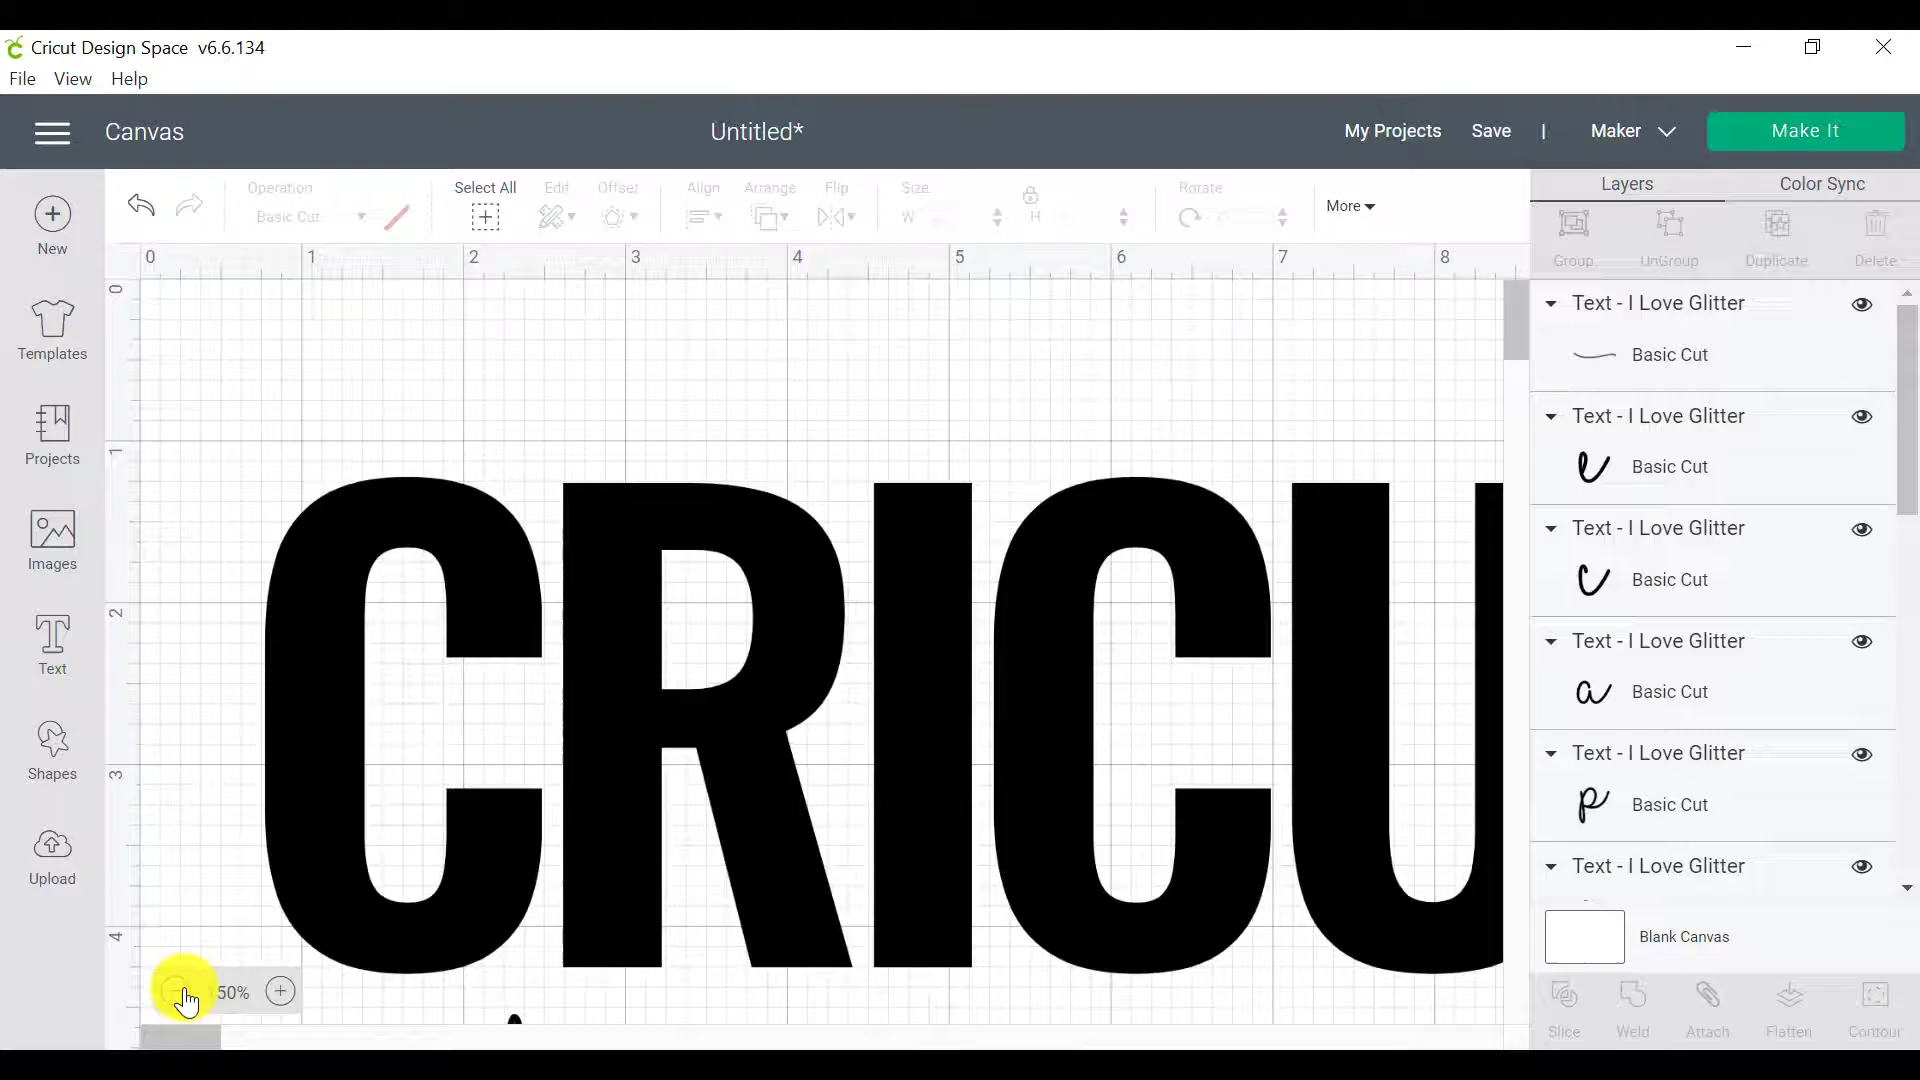 Cricut Design Space v6.6.134
File View Help
Canvas
Untitled*
My Projects Save | Maker Make It
Operation
Basic Cut
Select All
Edit
Offset
Align
Arrange
Flip
Size
W
H
Rotate
More
Layers Color Sync
Group UnGroup Duplicate Delete
0 1 2 3 4 5 6 7 8
0
1
2
3
4
New
Templates
Projects
Images
Text
Shapes
Upload
CRICU
50%
Text - I Love Glitter
Basic Cut
Text - I Love Glitter
e Basic Cut
Text - I Love Glitter
c Basic Cut
Text - I Love Glitter
a Basic Cut
Text - I Love Glitter
p Basic Cut
Text - I Love Glitter
Blank Canvas
Slice Weld Attach Flatten Contour